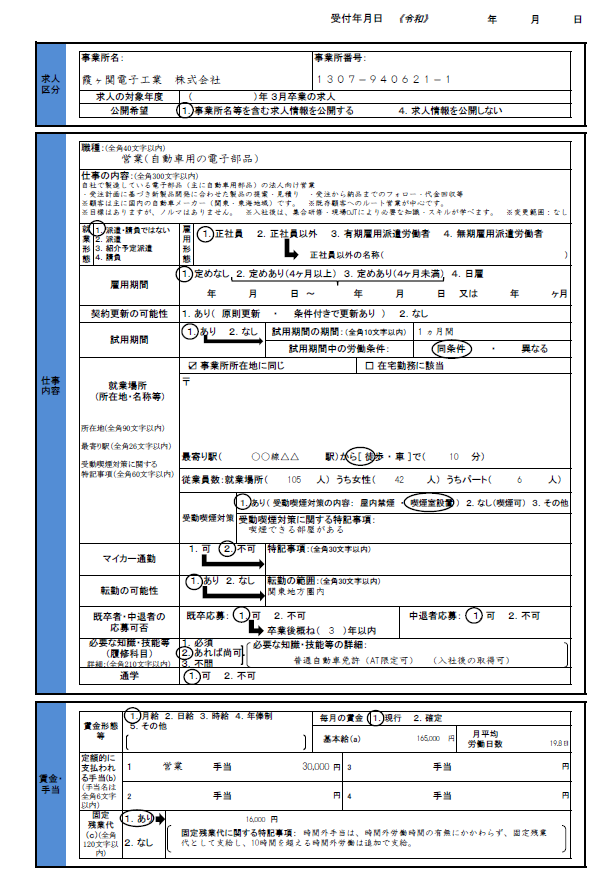 受付年月日 《令和》 年 月 日
求人区分
事業所名: 事業所番号:
霞ヶ関電子工業 株式会社 1307-940621-1
求人の対象年度 ( )年3月卒業の求人
公開希望 1. 事業所名等を含む求人情報を公開する 4. 求人情報を公開しない
仕事内容
職種:(全角40文字以内)
営業(自動車用の電子部品)
仕事の内容:(全角300文字以内)
自社で製造している電子部品(主に自動車用部品)の法人向け営業
・受注計画に基づき新製品開発に合わせた製品の提案・見積り ・受注から納品までのフォロー・代金回収等
※顧客は主に国内の自動車メーカー(関東・東海地域)です。 ※既存顧客へのルート営業が中心です。
※目標はありますが、ノルマはありません。 ※入社後は、集合研修・現場OJTにより必要な知識・スキルが学べます。 ※変更範囲:なし
就業形態
1. 派遣・請負ではない
2. 派遣
3. 紹介予定派遣
4. 請負
雇用形態
1. 正社員 2. 正社員以外 3. 有期雇用派遣労働者 4. 無期雇用派遣労働者
正社員以外の名称( )
雇用期間 1. 定めなし 2. 定めあり(4ヶ月以上) 3. 定めあり(4ヶ月未満) 4. 日雇
年 月 日 ~ 年 月 日 又は 年 ヶ月
契約更新の可能性 1. あり( 原則更新 ・ 条件付きで更新あり ) 2. なし
試用期間 1. あり 2. なし 試用期間の期間:(全角10文字以内) 1ヵ月間
試用期間中の労働条件: 同条件 ・ 異なる
就業場所
(所在地・名称等)
☑ 事業所所在地に同じ □ 在宅勤務に該当
〒
所在地(全角90文字以内)
最寄り駅(全角26文字以内)
受動喫煙対策に関する
特記事項(全角60文字以内)
最寄り駅( ○○線△△ 駅)から[ 徒歩・車 ]で( 10 分)
従業員数:就業場所( 105 人) うち女性( 42 人) うちパート( 6 人)
受動喫煙対策 1. あり( 受動喫煙対策の内容: 屋内禁煙 ・ 喫煙室設置 ) 2. なし(喫煙可) 3. その他
受動喫煙対策に関する特記事項:
喫煙できる部屋がある
マイカー通勤 1. 可 2. 不可 特記事項:(全角30文字以内)
転勤の可能性 1. あり 2. なし 転勤の範囲:(全角30文字以内)
関東地方圏内
既卒者・中退者の
応募可否
既卒応募: 1. 可 2. 不可 中退者応募: 1 可 2. 不可
卒業後概ね( 3 )年以内
必要な知識・技能等
(履修科目)
詳細:(全角210文字以内)
1. 必須
2. あれば尚可
3. 不問
必要な知識・技能等の詳細:
普通自動車免許(AT限定可) (入社後の取得可)
通学 1. 可 2. 不可
賃金・手当
賃金形態等
1. 月給 2. 日給 3. 時給 4. 年俸制
5. その他
毎月の賃金 1. 現行 2. 確定
基本給(a) 165,000 円 月平均労働日数 19.8日
定額的に支払われる手当(b)
(手当名は全角6文字以内)
1 営業 手当 30,000 円 3 手当 円
2 手当 円 4 手当 円
固定残業代(c)(全角120文字以内)
1. あり 16,000 円
2. なし
固定残業代に関する特記事項: 時間外手当は、時間外労働時間の有無にかかわらず、固定残業
代として支給し、10時間を超える時間外労働は追加で支給。